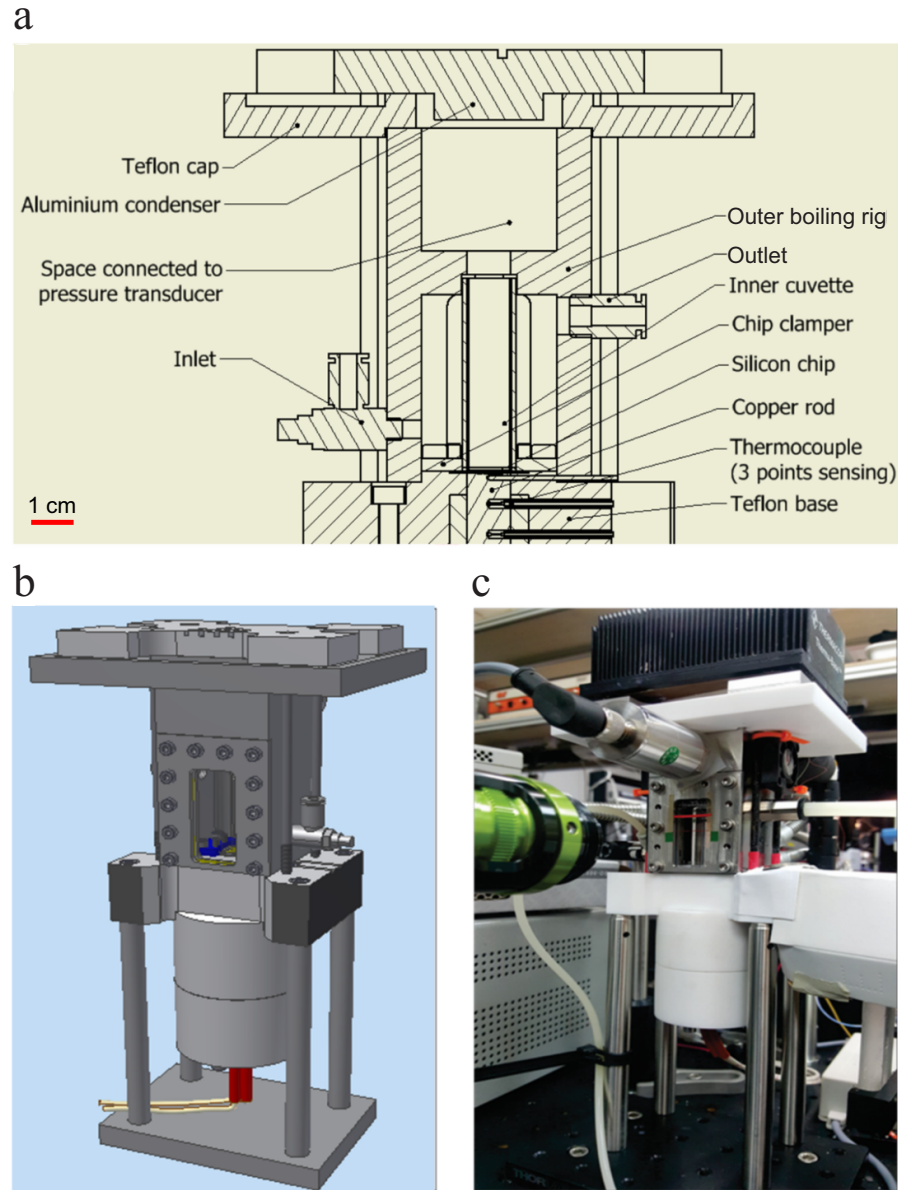 a
Teflon cap
Aluminium condenser
Space connected to
pressure transducer
Inlet
1 cm
Outer boiling rig
Outlet
Inner cuvette
Chip clamper
Silicon chip
Copper rod
Thermocouple
(3 points sensing)
Teflon base
b
c
THOR